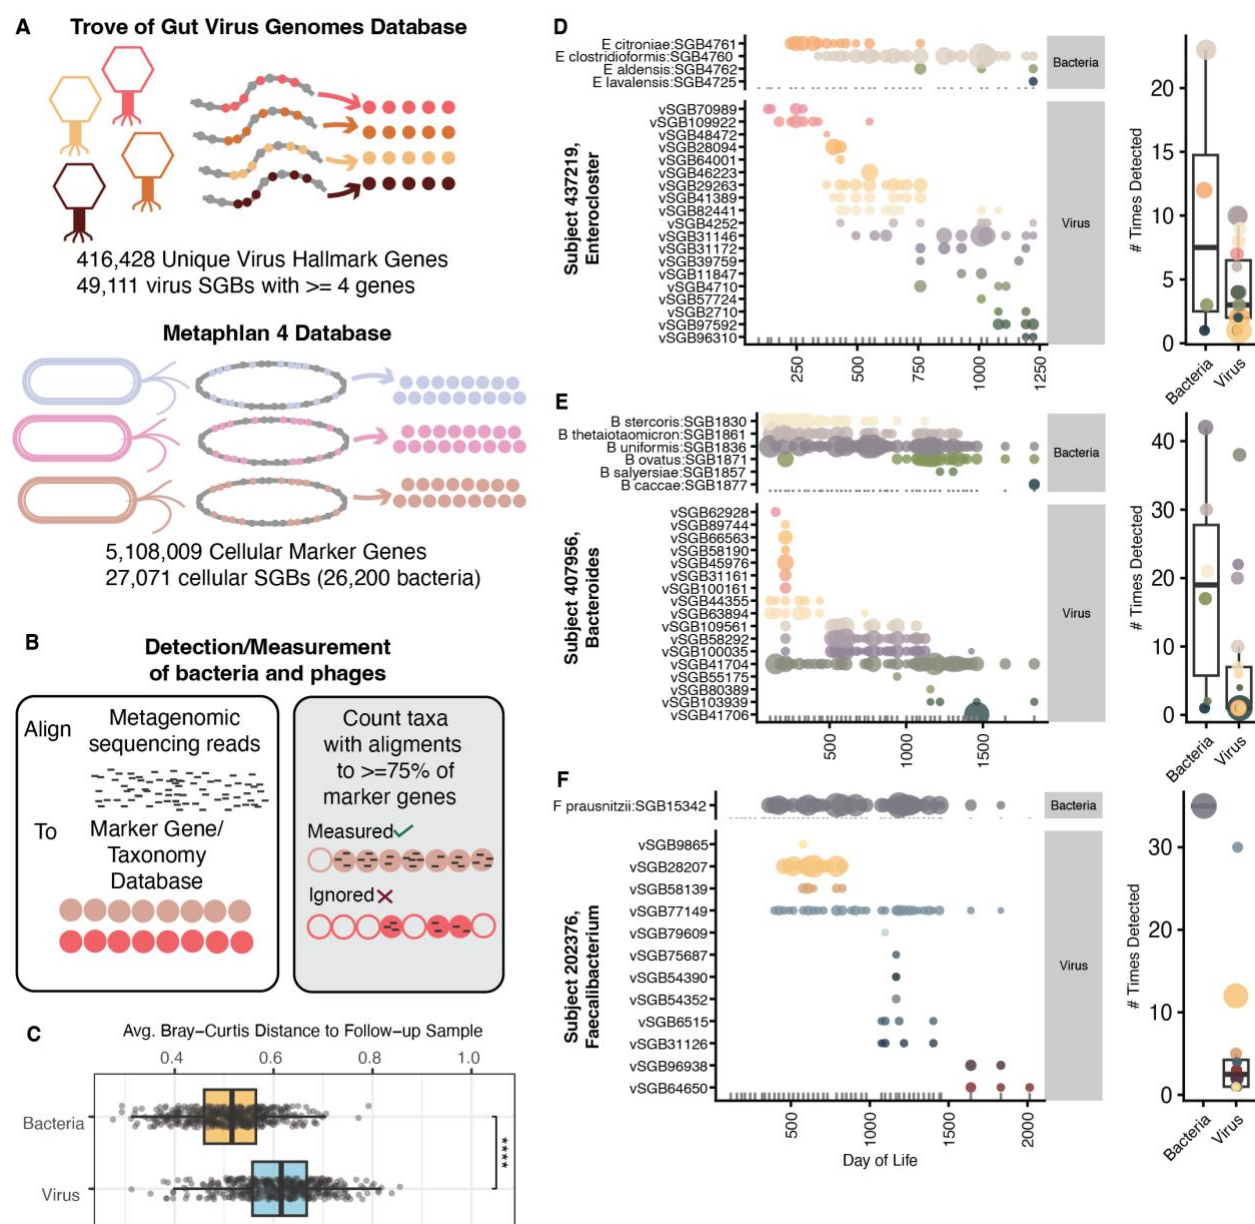 A
Trove of Gut Virus Genomes Database
416,428 Unique Virus Hallmark Genes
49,111 virus SGBs with >= 4 genes
Metaphlan 4 Database
5,108,009 Cellular Marker Genes
27,071 cellular SGBs (26,200 bacteria)
B
Detection/Measurement
of bacteria and phages
Align
Metagenomic
sequencing reads
To
Marker Gene/
Taxonomy
Database
Count taxa
with aligments
to >=75% of
marker genes
Measured
Ignored
C
Avg. Bray−Curtis Distance to Follow−up Sample
0.4 0.6 0.8 1.0
Bacteria
Virus
****
D
Subject 437219,
Enterocloster
E citroniae:SGB4761
E clostridioformis:SGB4760
E aldensis:SGB4762
E lavalensis:SGB4725
Bacteria
vSGB70989
vSGB109922
vSGB48472
vSGB28094
vSGB64001
vSGB46223
vSGB29263
vSGB41389
vSGB82441
vSGB4252
vSGB31146
vSGB31172
vSGB39759
vSGB11847
vSGB4710
vSGB57724
vSGB2710
vSGB97592
vSGB96310
Virus
250 500 750 1000 1250
# Times Detected
20
15
10
5
0
Bacteria
Virus
E
Subject 407956,
Bacteroides
B stercoris:SGB1830
B thetaiotaomicron:SGB1861
B uniformis:SGB1836
B ovatus:SGB1871
B salyersiae:SGB1857
B caccae:SGB1877
Bacteria
vSGB62928
vSGB89744
vSGB66563
vSGB58190
vSGB45976
vSGB31161
vSGB100161
vSGB44355
vSGB63894
vSGB109561
vSGB58292
vSGB100035
vSGB41704
vSGB55175
vSGB80389
vSGB103939
vSGB41706
Virus
500 1000 1500
# Times Detected
40
30
20
10
0
Bacteria
Virus
F
Subject 202376,
Faecalibacterium
F prausnitzii:SGB15342
Bacteria
vSGB9865
vSGB28207
vSGB58139
vSGB77149
vSGB79609
vSGB75687
vSGB54390
vSGB54352
vSGB6515
vSGB31126
vSGB96938
vSGB64650
Virus
500 1000 1500 2000
Day of Life
# Times Detected
30
20
10
0
Bacteria
Virus